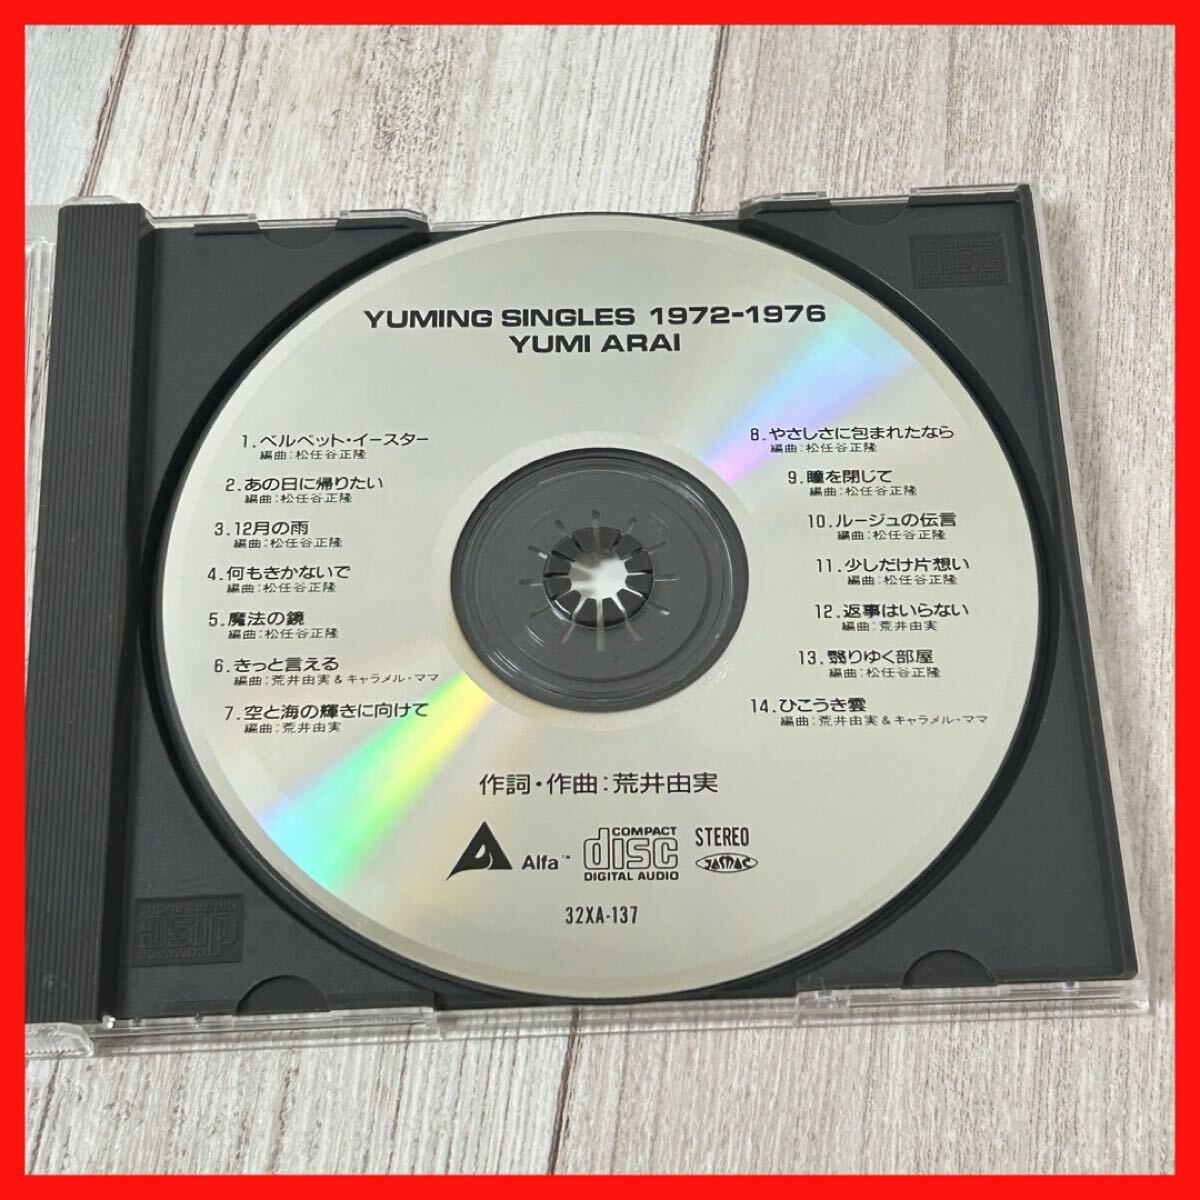 YUMING SINGLES 1972-1976
YUMI ARAI
1.ベルベット・イースター
編曲:松任谷正隆
2.あの日に帰りたい
編曲:松任谷正隆
3.12月の雨
編曲:松任谷正隆
4.何もきかないで
編曲:松任谷正隆
5.魔法の鏡
編曲:松任谷正隆
6.きっと言える
編曲:荒井由実&キャラメル・ママ
7.空と海の輝きに向けて
編曲:荒井由実
8.やさしさに包まれたなら
編曲:松任谷正隆
9.瞳を閉じて
編曲:松任谷正隆
10.ルージュの伝言
編曲:松任谷正隆
11.少しだけ片想い
編曲:松任谷正隆
12.返事はいらない
編曲:荒井由実
13.翳りゆく部屋
編曲:松任谷正隆
14.ひこうき雲
編曲:荒井由実&キャラメル・ママ
作詞・作曲:荒井由実
Alfa™
COMPACT
disc
DIGITAL AUDIO
STEREO
JASRAC
32XA-137
COMPACT
disc
DIGITAL AUDIO
COMPACT
disc
DIGITAL AUDIO